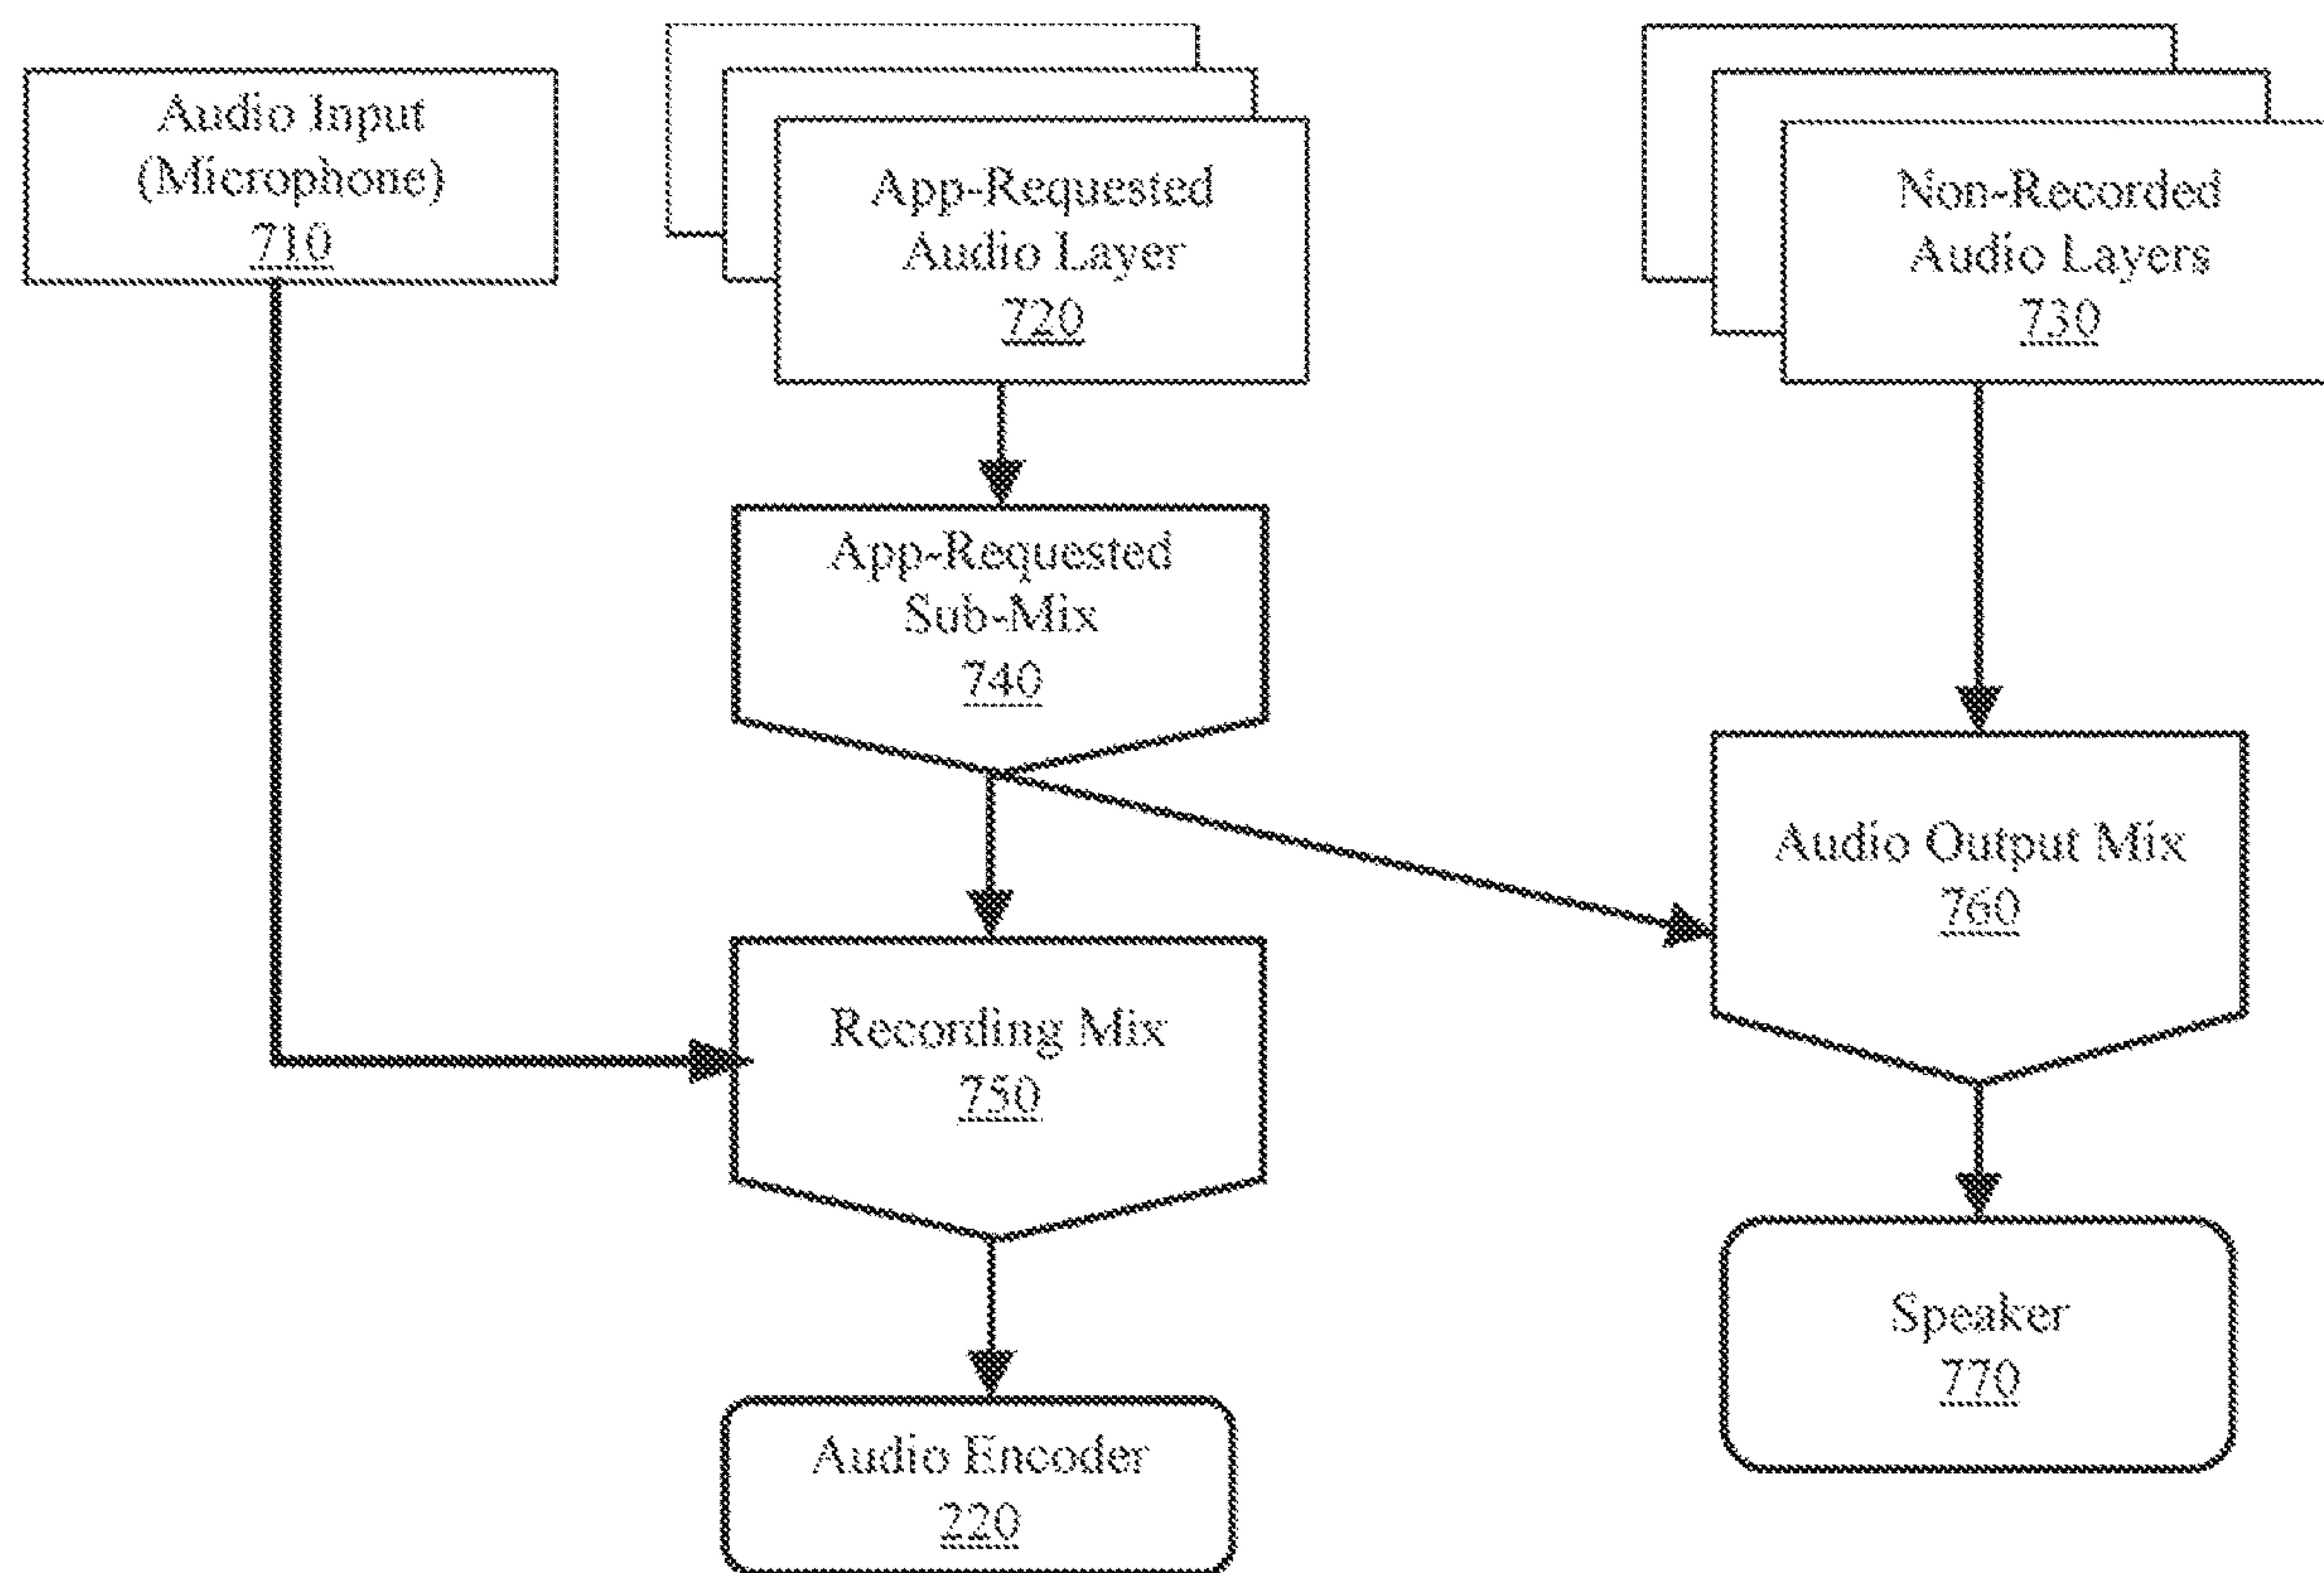 Audio Input
(Microphone)
710
App-Requested
Audio Layer
720
Non-Recorded
Audio Layers
730
App-Requested
Sub-Mix
740
Audio Output Mix
760
Recording Mix
750
Speaker
770
Audio Encoder
220